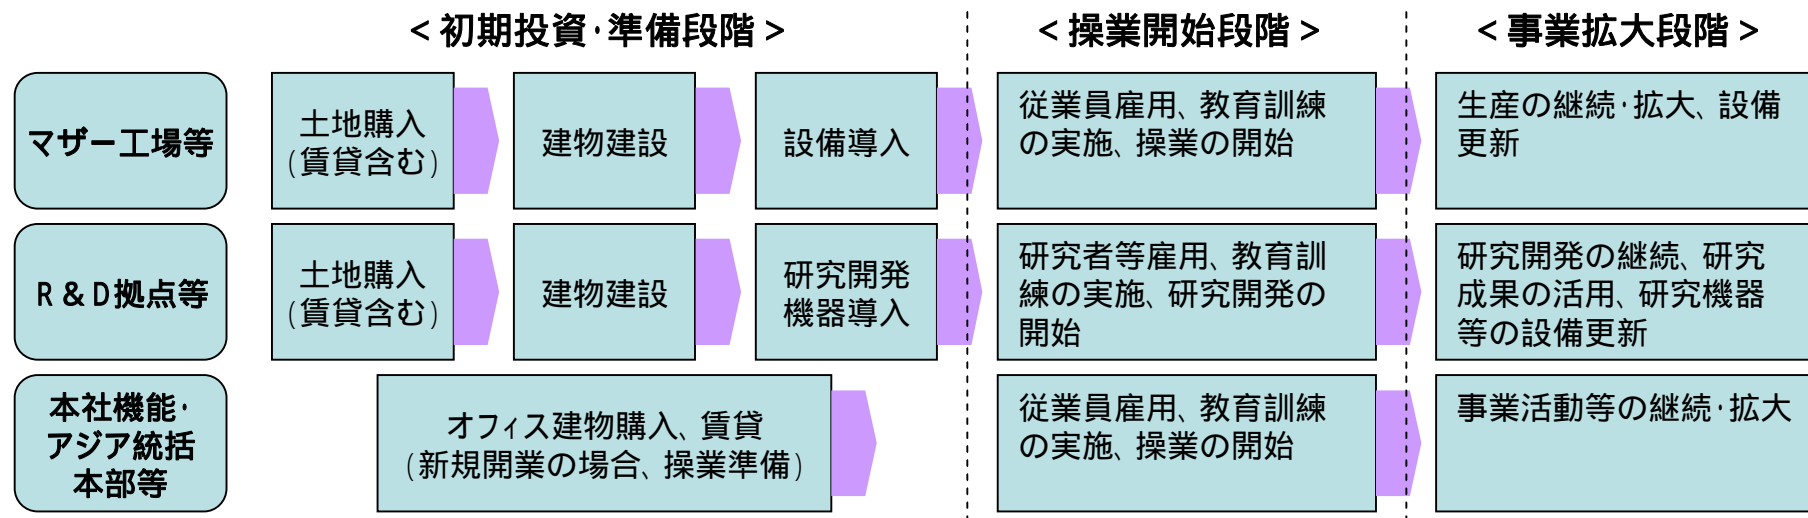 <初期投資・準備段階>
<操業開始段階>
<事業拡大段階>
マザー工場等
土地購入
(賃貸含む)
建物建設
設備導入
従業員雇用、教育訓練
の実施、操業の開始
生産の継続・拡大、設備
更新
R&D拠点等
土地購入
(賃貸含む)
建物建設
研究開発
機器導入
研究者等雇用、教育訓
練の実施、研究開発の
開始
研究開発の継続、研究
成果の活用、研究機器
等の設備更新
本社機能・
アジア統括
本部等
オフィス建物購入、賃貸
(新規開業の場合、操業準備)
従業員雇用、教育訓練
の実施、操業の開始
事業活動等の継続・拡大